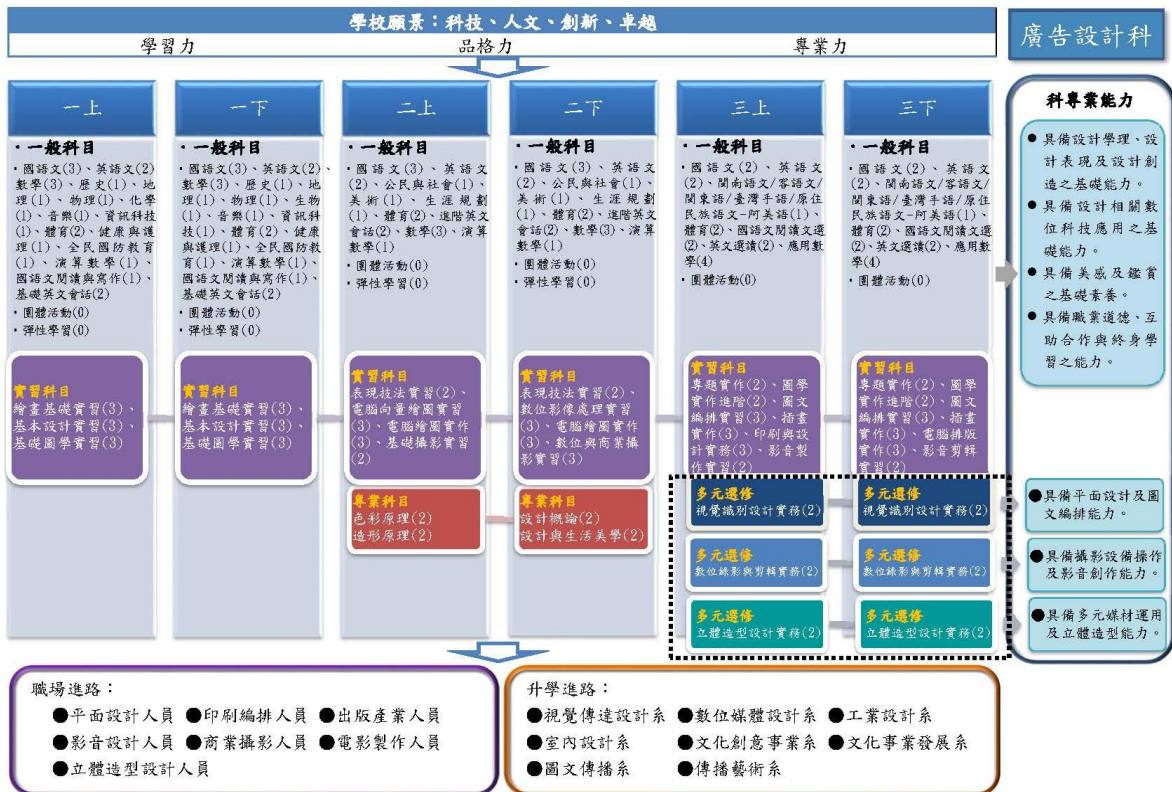 學校願景：科技、人文、創新、卓越
學習力
品格力
專業力
廣告設計科
一上
・一般科目
・國語文(3)、英語文(2)、
數學(3)、歷史(1)、地
理(1)、物理(1)、化學
(1)、音樂(1)、資訊科技
(1)、體育(2)、健康與護
理(1)、全民國防教育
(1)、演算數學(1)、
國語文閱讀與寫作(1)、
基礎英文會話(2)
・團體活動(0)
・彈性學習(0)
實習科目
繪畫基礎實習(3)、
基本設計實習(3)、
基礎圖學實習(3)
一下
・一般科目
・國語文(3)、英語文(2)、
數學(3)、歷史(1)、地
理(1)、物理(1)、生物
(1)、音樂(1)、資訊科
技(1)、體育(2)、健康
與護理(1)、全民國防教
育(1)、演算數學(1)、
國語文閱讀與寫作(1)、
基礎英文會話(2)
・團體活動(0)
・彈性學習(0)
實習科目
繪畫基礎實習(3)、
基本設計實習(3)、
基礎圖學實習(3)
二上
・一般科目
・國語文(3)、英語文
(2)、公民與社會(1)、
美術(1)、生涯規劃
(1)、體育(2)、進階英文
會話(2)、數學(3)、演算
數學(1)
・團體活動(0)
・彈性學習(0)
實習科目
表現技法實習(2)、
電腦向量繪圖實習
(3)、電腦繪圖實作
(3)、基礎攝影實習
(2)
專業科目
色彩原理(2)
造形原理(2)
二下
・一般科目
・國語文(3)、英語文
(2)、公民與社會(1)、
美術(1)、生涯規劃
(1)、體育(2)、進階英文
會話(2)、數學(3)、演算
數學(1)
・團體活動(0)
・彈性學習(0)
實習科目
表現技法實習(2)、
數位影像處理實習
(3)、電腦繪圖實作
(3)、數位與商業攝
影實習(3)
專業科目
設計概論(2)
設計與生活美學(2)
三上
・一般科目
・國語文(2)、英語文
(2)、閩南語文/客語文/
閩東語/臺灣手語/原住
民族語文-阿美語(1)、
體育(2)、國語文閱讀文選
(2)、英文選讀(2)、應用數
學(4)
・團體活動(0)
實習科目
專題實作(2)、圖學
實作進階(2)、圖文
編排實習(3)、插畫
實作(3)、印刷與設
計實務(3)、影音製
作實習(2)
多元選修
視覺識別設計實務(2)
多元選修
數位錄影與剪輯實務(2)
多元選修
立體造型設計實務(2)
三下
・一般科目
・國語文(2)、英語文
(2)、閩南語文/客語文/
閩東語/臺灣手語/原住
民族語文-阿美語(1)、
體育(2)、國語文閱讀文選
(2)、英文選讀(2)、應用數
學(4)
・團體活動(0)
實習科目
專題實作(2)、圖學
實作進階(2)、圖文
編排實習(3)、插畫
實作(3)、電腦排版
實作(3)、影音剪輯
實習(2)
多元選修
視覺識別設計實務(2)
多元選修
數位錄影與剪輯實務(2)
多元選修
立體造型設計實務(2)
科專業能力
●具備設計學理、設
計表現及設計創
造之基礎能力。
●具備設計相關數
位科技應用之基
礎能力。
●具備美感及鑑賞
之基礎素養。
●具備職業道德、互
助合作與終身學
習之能力。
●具備平面設計及圖
文編排能力。
●具備攝影設備操作
及影音創作能力。
●具備多元媒材運用
及立體造型能力。
職場進路：
●平面設計人員 ●印刷編排人員 ●出版產業人員
●影音設計人員 ●商業攝影人員 ●電影製作人員
●立體造型設計人員
升學進路：
●視覺傳達設計系 ●數位媒體設計系 ●工業設計系
●室內設計系 ●文化創意事業系 ●文化事業發展系
●圖文傳播系 ●傳播藝術系